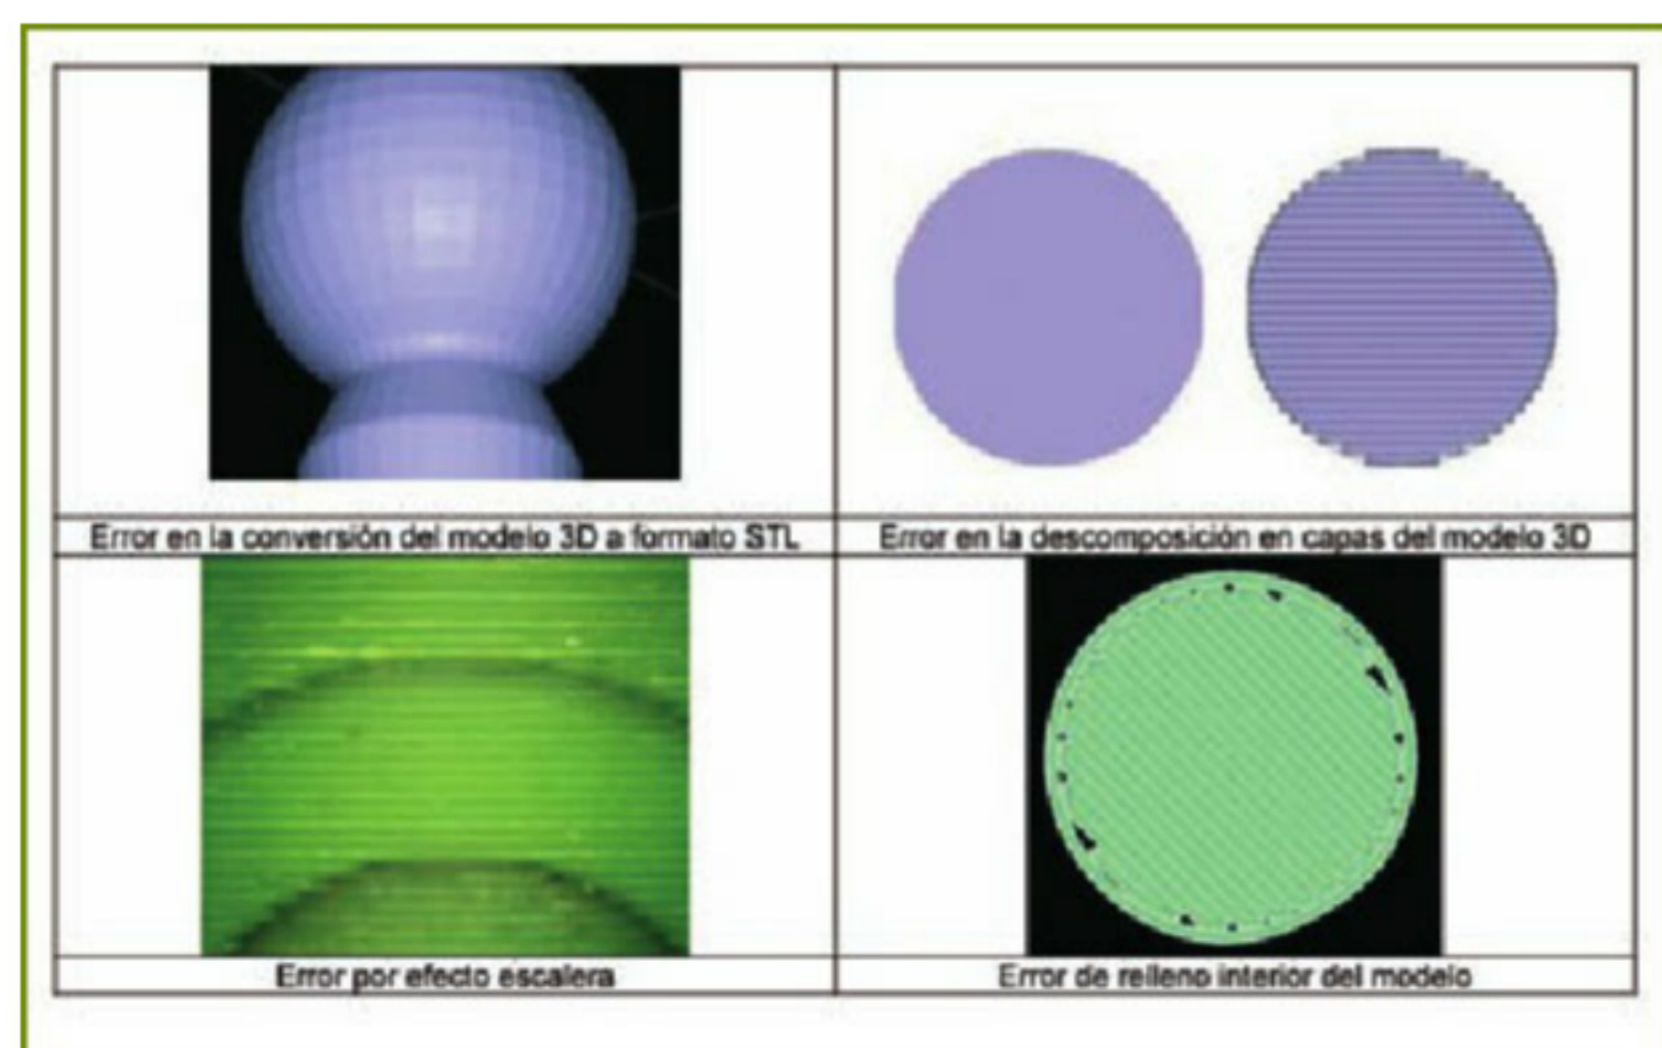 Error en la conversión del modelo 3D a formato STL
Error en la descomposición en capas del modelo 3D
Error por efecto escalera
Error de relleno interior del modelo